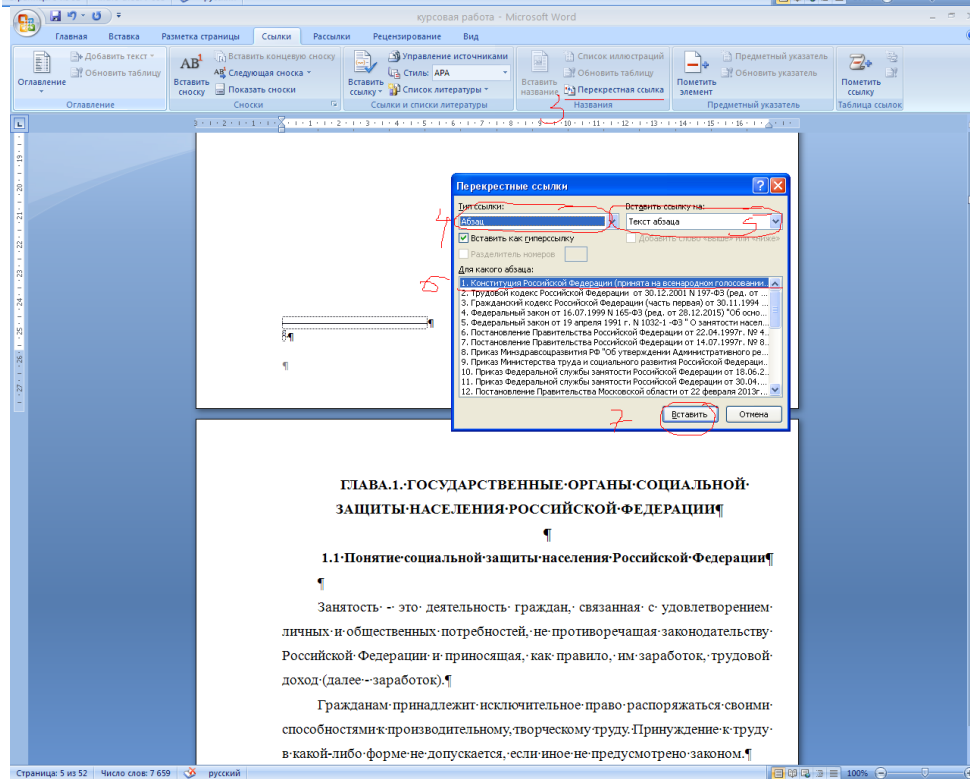 курсовая работа - Microsoft Word
Главная Вставка Разметка страницы Ссылки Рассылки Рецензирование Вид
Оглавление
Добавить текст
Обновить таблицу
Оглавление
AB¹ Вставить сноску
Вставить концевую сноску
Следующая сноска
Показать сноски
Сноски
Вставить ссылку
Управление источниками
Стиль: APA
Список литературы
Ссылки и списки литературы
Вставить название
Список иллюстраций
Обновить таблицу
Перекрестная ссылка
Названия
3
Пометить элемент
Предметный указатель
Обновить указатель
Предметный указатель
Пометить ссылку
Таблица ссылок
Перекрестные ссылки
Тип ссылки: Вставить ссылку на:
4 Абзац Текст абзаца 5
Вставить как гиперссылку Добавить слово «выше» или «ниже»
Разделитель номеров
Для какого абзаца:
6
1. Конституция Российской Федерации (принята на всенародном голосовании...
2. Трудовой кодекс Российской Федерации от 30.12.2001 N 197-ФЗ (ред. от ...
3. Гражданский кодекс Российской Федерации (часть первая) от 30.11.1994 ...
4. Федеральный закон от 16.07.1999 N 165-ФЗ (ред. от 28.12.2015) "Об осно...
5. Федеральный закон от 19 апреля 1991 г. N 1032-1 -ФЗ " О занятости насел...
6. Постановление Правительства Российской Федерации от 22.04.1997г. № 4...
7. Постановление Правительства Российской Федерации от 14.07.1997г. № 8...
8. Приказ Минздравсоцразвития РФ "Об утверждении Административного ре...
9. Приказ Министерства труда и социального развития Российской Федераци...
10. Приказ Федеральной службы занятости Российской Федерации от 18.06.2...
11. Приказ Федеральной службы занятости Российской Федерации от 30.04....
12. Постановление Правительства Московской области от 22 февраля 2013г...
7 Вставить Отмена
ГЛАВА.1.·ГОСУДАРСТВЕННЫЕ·ОРГАНЫ·СОЦИАЛЬНОЙ·
ЗАЩИТЫ·НАСЕЛЕНИЯ·РОССИЙСКОЙ·ФЕДЕРАЦИИ¶
¶
1.1·Понятие·социальной·защиты·населения·Российской·Федерации¶
¶
Занятость· -· это· деятельность· граждан,· связанная· с· удовлетворением·
личных·и·общественных·потребностей,·не·противоречащая·законодательству·
Российской·Федерации·и·приносящая,·как·правило,·им·заработок,·трудовой·
доход·(далее·-·заработок).¶
Гражданам·принадлежит·исключительное·право·распоряжаться·своими·
способностями·к·производительному,·творческому·труду.·Принуждение·к·труду·
в·какой-либо·форме·не·допускается,·если·иное·не·предусмотрено·законом.¶
Страница: 5 из 52 Число слов: 7 659 русский 100%